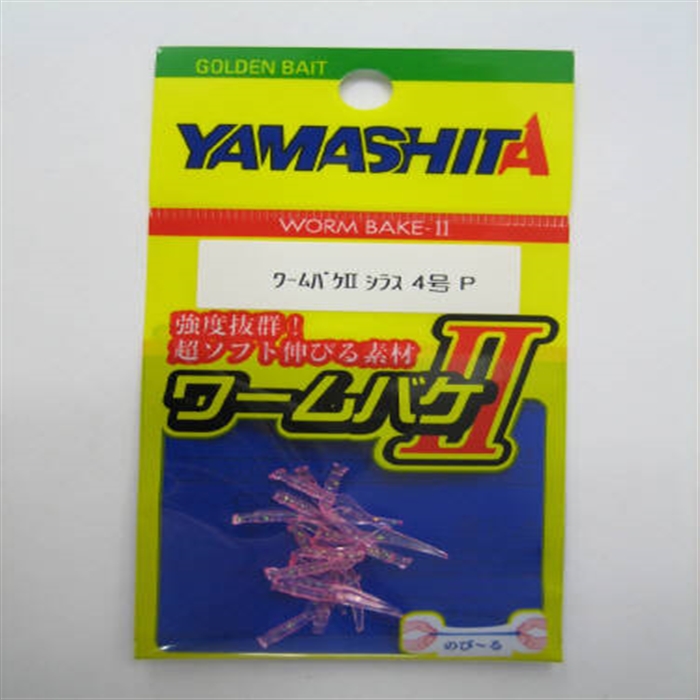 GOLDEN BAIT
YAMASHITA
WORM BAKE-II
ﾜｰﾑﾊﾞｹII ｼﾗｽ 4号 P
強度抜群！
超ソフト伸びる素材
ワームバケII
のび〜る